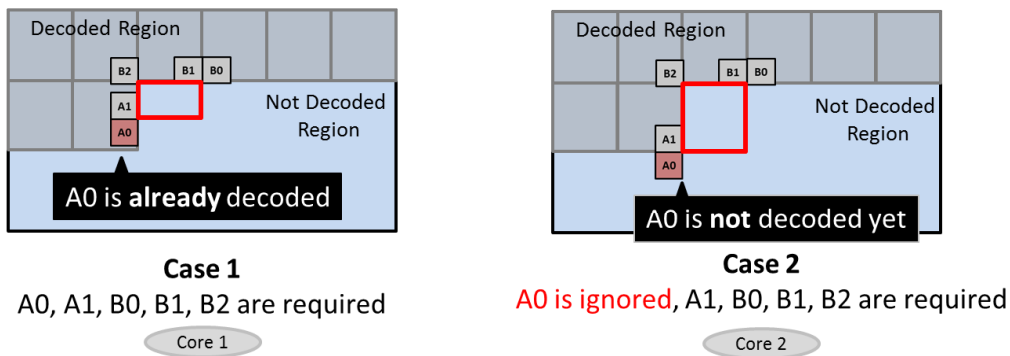 Decoded Region
B2
B1
B0
A1
A0
Not Decoded
Region
A0 is already decoded
Case 1
A0, A1, B0, B1, B2 are required
Core 1
Decoded Region
B2
B1
B0
A1
A0
Not Decoded
Region
A0 is not decoded yet
Case 2
A0 is ignored, A1, B0, B1, B2 are required
Core 2